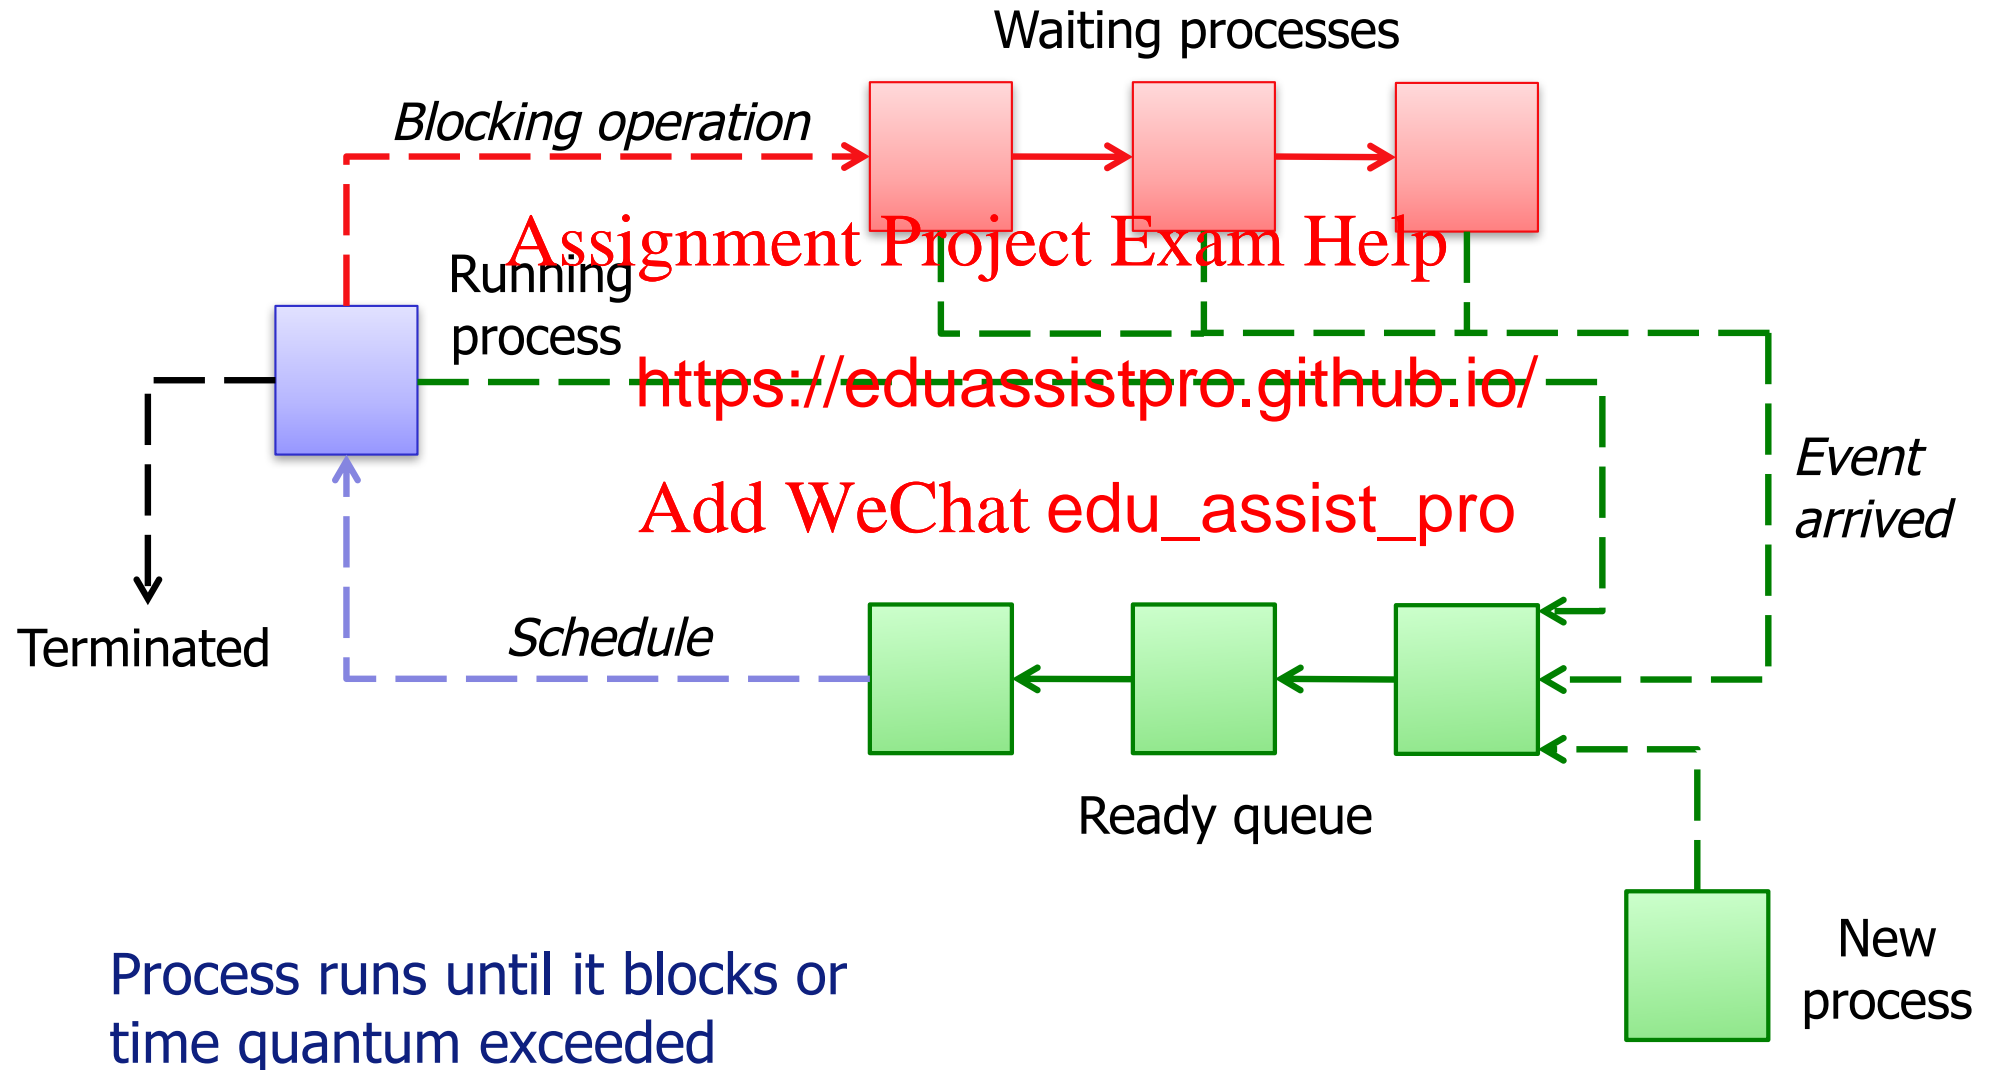 Waiting processes
Blocking operation
Assignment Project Exam Help
Running
process
https://eduassistpro.github.io/
Event
arrived
Add WeChat edu_assist_pro
Schedule
Terminated
Ready queue
New
process
Process runs until it blocks or
time quantum exceeded